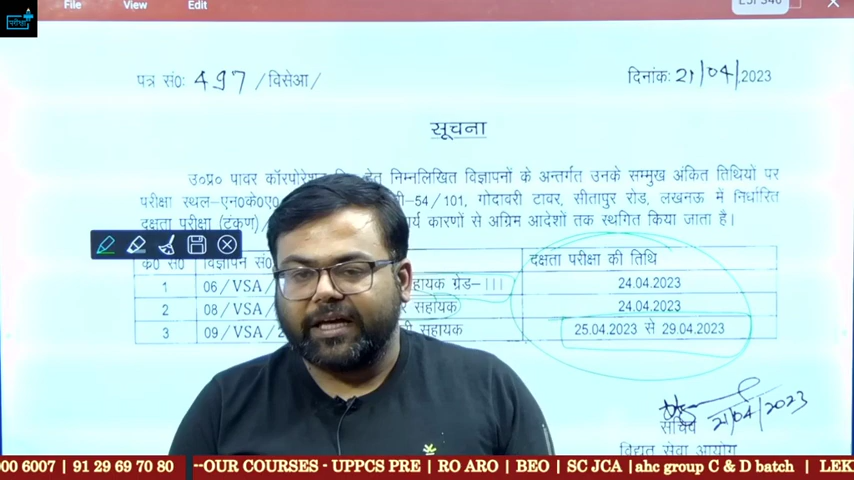 परीक्षा
File View Edit
पत्र सं0: 497 /विसेआ/
दिनांक: 21/04/2023
सूचना
उ0प्र0 पावर कॉरपोरेशन निम्नलिखित विज्ञापनों के अन्तर्गत उनके सम्मुख अंकित तिथियों पर
परीक्षा स्थल–एन0के0ए0 –54/101, गोदावरी टावर, सीतापुर रोड, लखनऊ में निर्धारित
दक्षता परीक्षा (टंकण)/ कारणों से अग्रिम आदेशों तक स्थगित किया जाता है।
क0 सं0 विज्ञापन सं0 दक्षता परीक्षा की तिथि
1 06/VSA/ ग्रेड–III 24.04.2023
2 08/VSA/ सहायक 24.04.2023
3 09/VSA/2 सहायक 25.04.2023 से 29.04.2023
21/04/2023
सचिव
विद्युत सेवा आयोग
00 6007 | 91 29 69 70 80 --OUR COURSES - UPPCS PRE | RO ARO | BEO | SC JCA | ahc group C & D batch | LEK